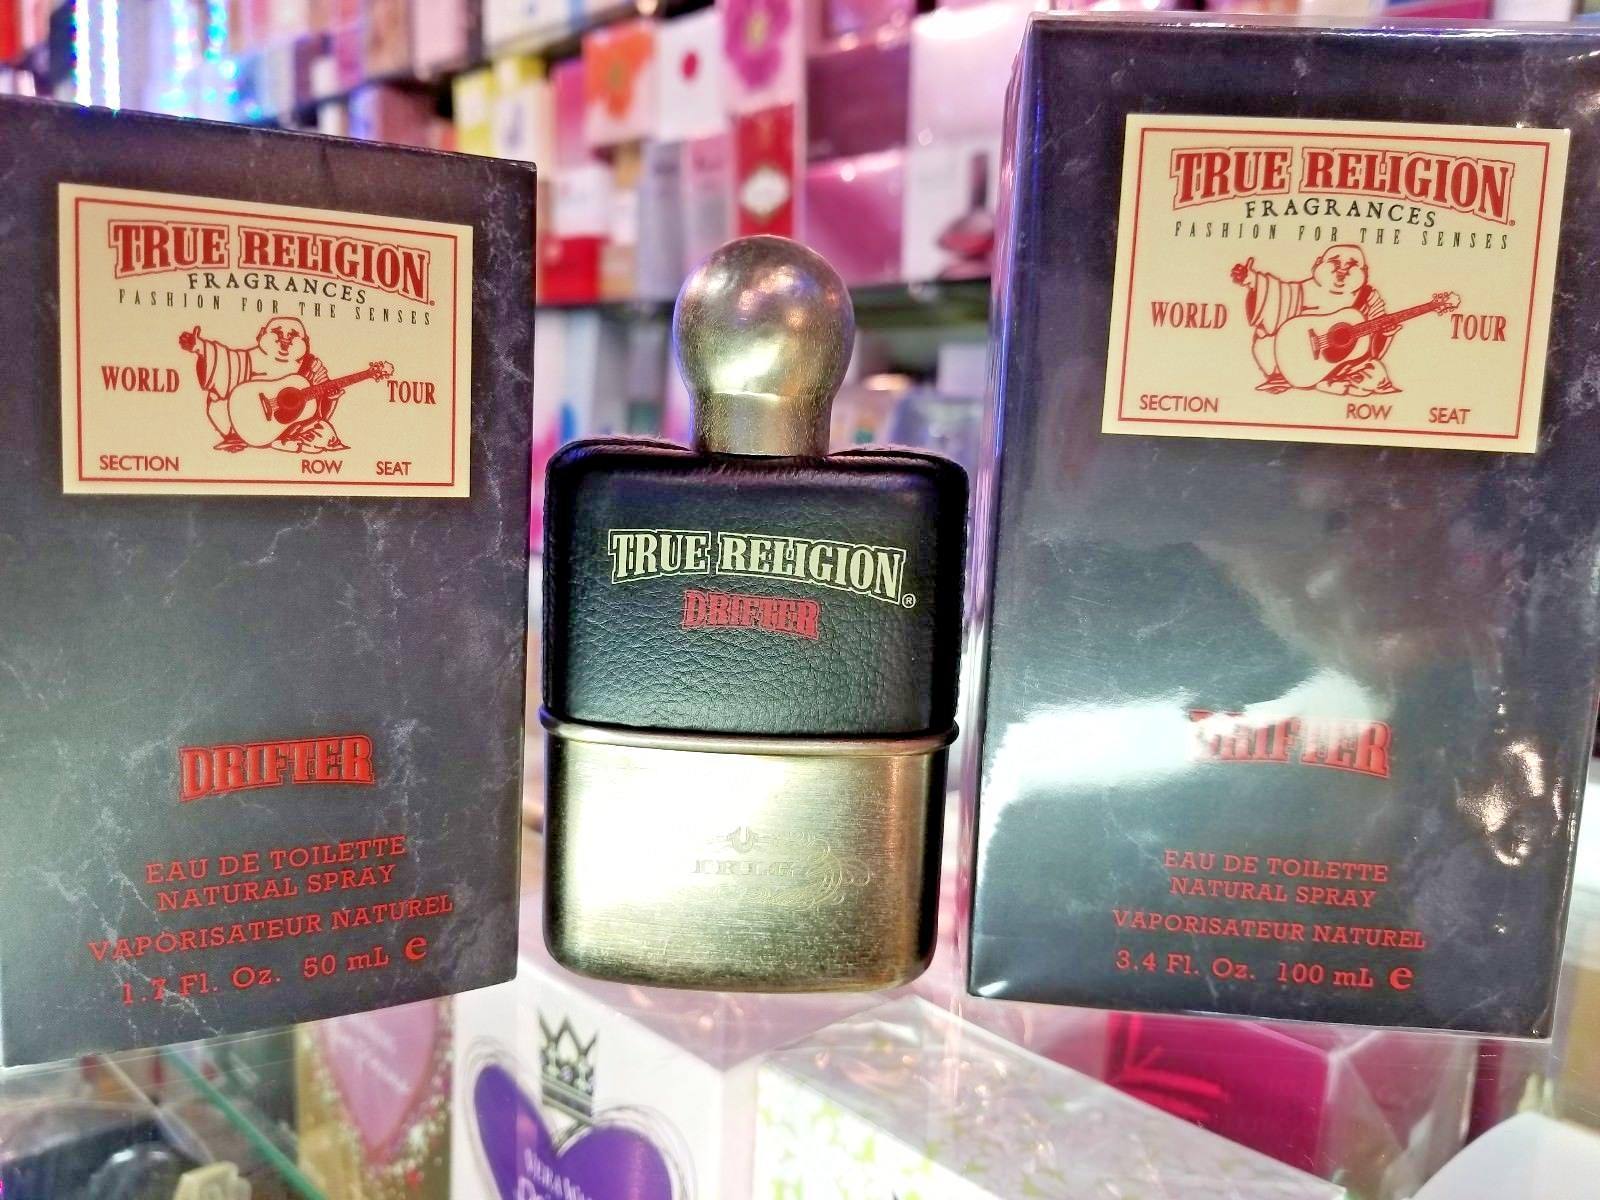 TRUE RELIGION®
FRAGRANCES
FASHION FOR THE SENSES
WORLD TOUR
SECTION ROW SEAT
DRIFTER
EAU DE TOILETTE
NATURAL SPRAY
VAPORISATEUR NATUREL
1.7 Fl. Oz. 50 mL e
TRUE RELIGION®
DRIFTER
TRUE RELIGION®
FRAGRANCES
FASHION FOR THE SENSES
WORLD TOUR
SECTION ROW SEAT
DRIFTER
EAU DE TOILETTE
NATURAL SPRAY
VAPORISATEUR NATUREL
3.4 Fl. Oz. 100 mL e